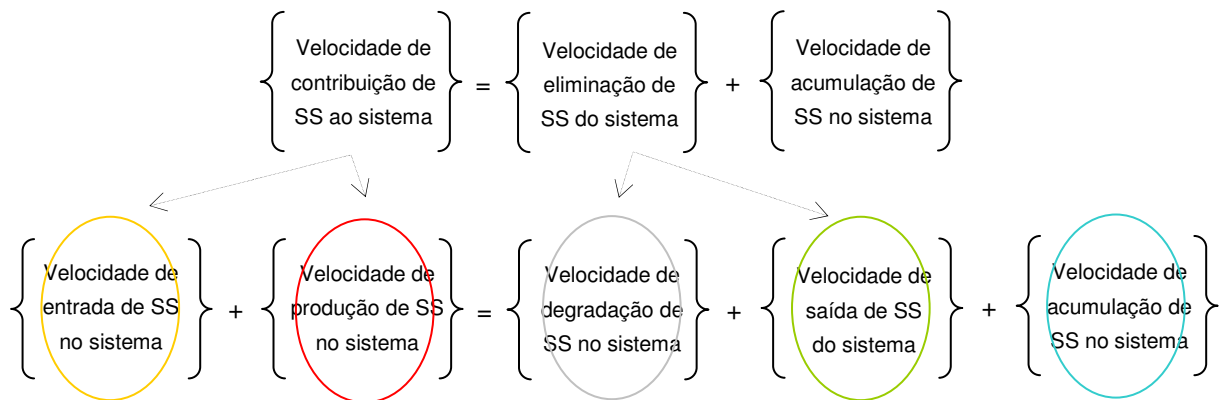 Velocidade de
contribuição de
SS ao sistema
=
Velocidade de
eliminação de
SS do sistema
+
Velocidade de
acumulação de
SS no sistema
Velocidade de
entrada de SS
no sistema
+
Velocidade de
produção de SS
no sistema
=
Velocidade de
degradação de
SS no sistema
+
Velocidade de
saída de SS
do sistema
+
Velocidade de
acumulação de
SS no sistema